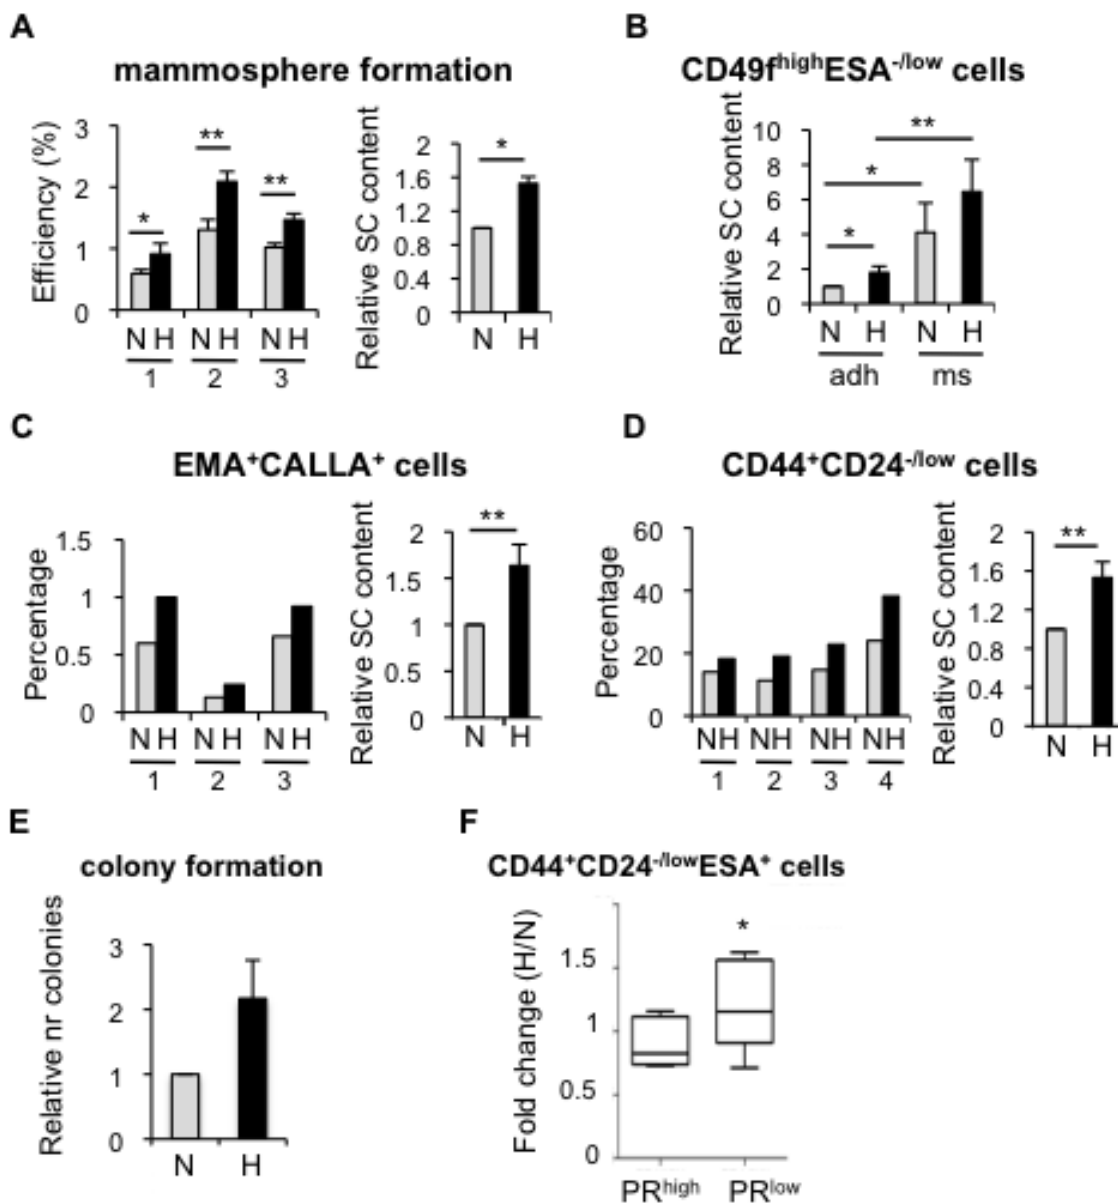 A
mammosphere formation
Efficiency (%)
3
2
1
0
*
**
**
N H N H N H
1 2 3
Relative SC content
2
1.6
1.2
0.8
0.4
0
*
N H
B
CD49f^high ESA^-/low cells
Relative SC content
10
8
6
4
2
0
*
*
**
N H N H
adh ms
C
EMA⁺CALLA⁺ cells
Percentage
1.5
1
0.5
0
N H N H N H
1 2 3
Relative SC content
2
1.5
1
0.5
0
**
N H
D
CD44⁺CD24^-/low cells
Percentage
60
40
20
0
NH NH NH NH
1 2 3 4
Relative SC content
2
1.6
1.2
0.8
0.4
0
**
N H
E
colony formation
Relative nr colonies
3
2
1
0
N H
F
CD44⁺CD24^-/low ESA⁺ cells
Fold change (H/N)
1.5
1
0.5
0
*
PR^high PR^low